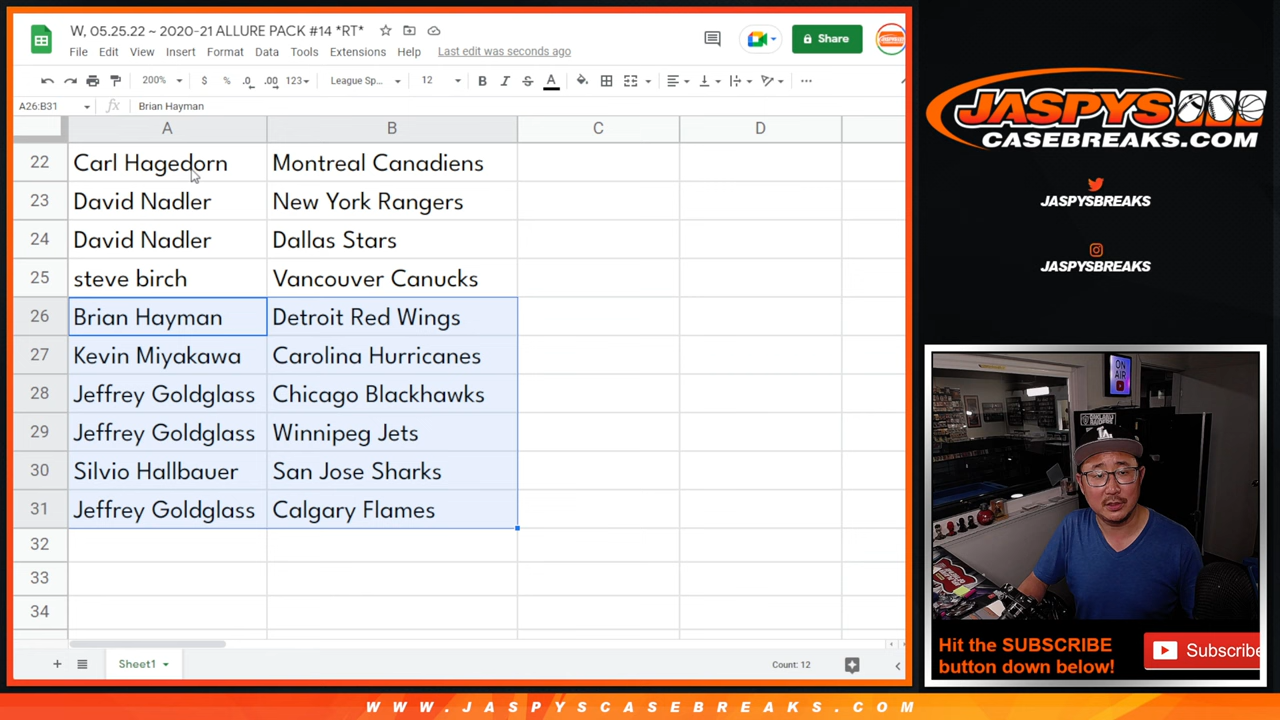 W, 05.25.22 ~ 2020-21 ALLURE PACK #14 *RT*
File Edit View Insert Format Data Tools Extensions Help Last edit was seconds ago
Share
200% $ % .0 .00 123 League Sp... 12 B I S A
A26:B31 fx Brian Hayman
A B C D
22 Carl Hagedorn Montreal Canadiens
23 David Nadler New York Rangers
24 David Nadler Dallas Stars
25 steve birch Vancouver Canucks
26 Brian Hayman Detroit Red Wings
27 Kevin Miyakawa Carolina Hurricanes
28 Jeffrey Goldglass Chicago Blackhawks
29 Jeffrey Goldglass Winnipeg Jets
30 Silvio Hallbauer San Jose Sharks
31 Jeffrey Goldglass Calgary Flames
32
33
34
Sheet1 Count: 12
JASPYS
CASEBREAKS.COM
JASPYSBREAKS
JASPYSBREAKS
ON
AIR
LA
Hit the SUBSCRIBE
button down below!
Subscribe
WWW.JASPYSCASEBREAKS.COM